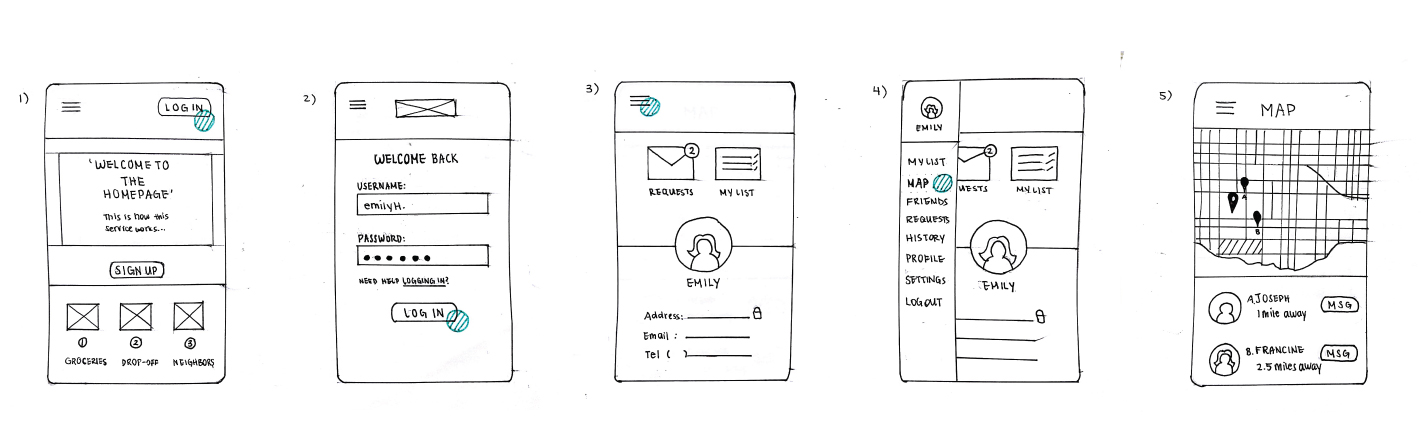 1)
LOG IN
'WELCOME TO
THE
HOMEPAGE'
This is how this
service works...
SIGN UP
1
2
3
GROCERIES
DROP-OFF
NEIGHBORS
2)
WELCOME BACK
USERNAME:
emilyH.
PASSWORD:
NEED HELP LOGGING IN?
LOG IN
3)
2
REQUESTS
MY LIST
EMILY
Address:
Email :
Tel ( )
4)
EMILY
MY LIST
MAP
FRIENDS
REQUESTS
HISTORY
PROFILE
SETTINGS
LOGOUT
2
UESTS
MY LIST
EMILY
5)
MAP
A
B
A. JOSEPH
1 mile away
MSG
B. FRANCINE
2.5 miles away
MSG